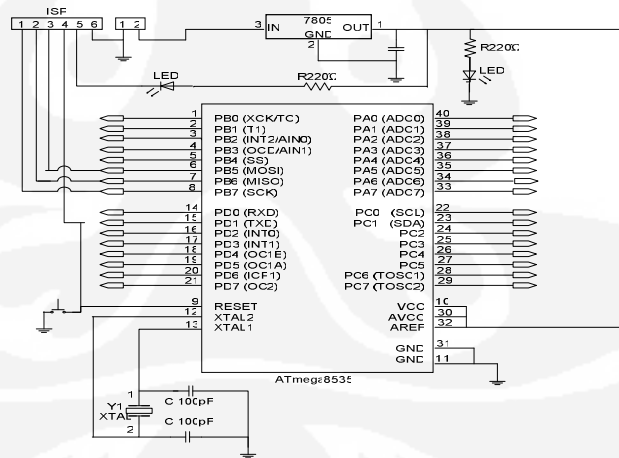 ISP
1 2 3 4 5 6
1 2
3 IN 7805 OUT 1
GND
2
LED
R220Ω
R220Ω
LED
1 PB0 (XCK/TC)
2 PB1 (T1)
3 PB2 (INT2/AIN0)
4 PB3 (OCD/AIN1)
5 PB4 (SS)
6 PB5 (MOSI)
7 PB6 (MISO)
8 PB7 (SCK)
PA0 (ADC0) 40
PA1 (ADC1) 39
PA2 (ADC2) 38
PA3 (ADC3) 37
PA4 (ADC4) 36
PA5 (ADC5) 35
PA6 (ADC6) 34
PA7 (ADC7) 33
14 PD0 (RXD)
15 PD1 (TXD)
16 PD2 (INT0)
17 PD3 (INT1)
18 PD4 (OC1E)
19 PD5 (OC1A)
20 PD6 (ICF1)
21 PD7 (OC2)
PC0 (SCL) 22
PC1 (SDA) 23
PC2 24
PC3 25
PC4 26
PC5 27
PC6 (TOSC1) 28
PC7 (TOSC2) 29
9 RESET
12 XTAL2
13 XTAL1
VCC 10
AVCC 30
AREF 32
GND 31
GND 11
ATmega8535
1
C 100pF
Y1
XTAL
C 100pF
2